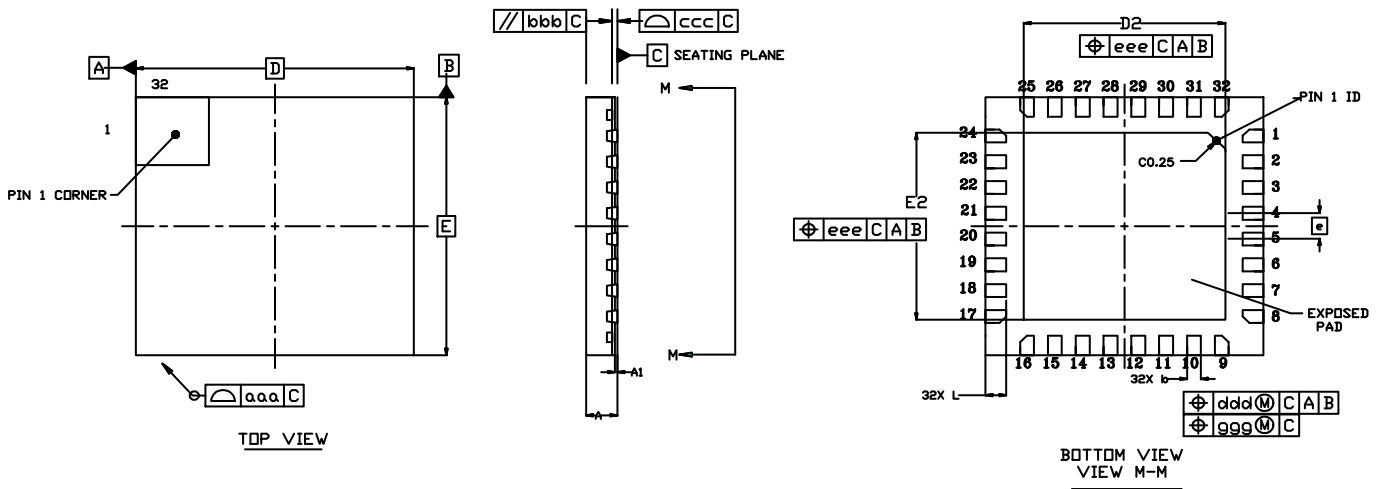 // bbb C
⌓ ccc C
C SEATING PLANE
A
D
B
32
1
PIN 1 CORNER
E
⌓ aaa C
TOP VIEW
M
M
A1
A
D2
⌖ eee C A B
25 26 27 28 29 30 31 32
PIN 1 ID
24
23
22
21
20
19
18
17
1
2
3
4
5
6
7
8
C0.25
E2
⌖ eee C A B
e
EXPOSED
PAD
16 15 14 13 12 11 10 9
32X b
32X L
⌖ ddd Ⓜ C A B
⌖ ggg Ⓜ C
BOTTOM VIEW
VIEW M-M